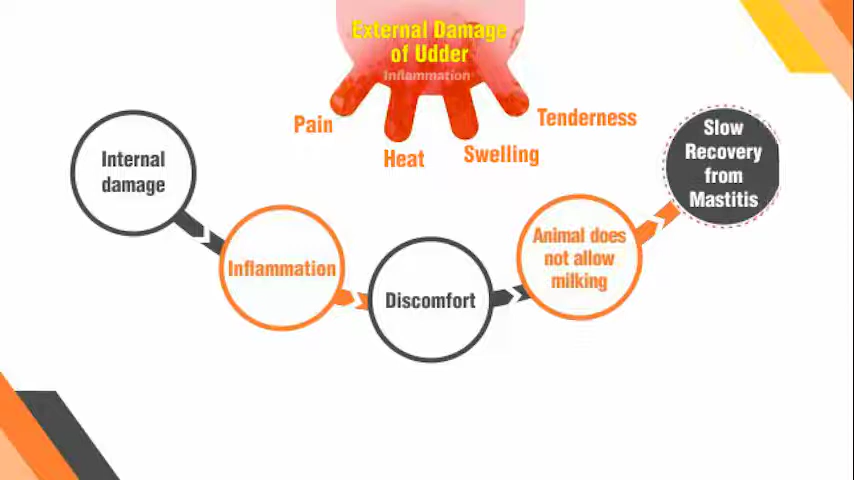 External Damage
of Udder
Inflammation
Pain
Heat
Swelling
Tenderness
Internal
damage
Inflammation
Discomfort
Animal does
not allow
milking
Slow
Recovery
from
Mastitis